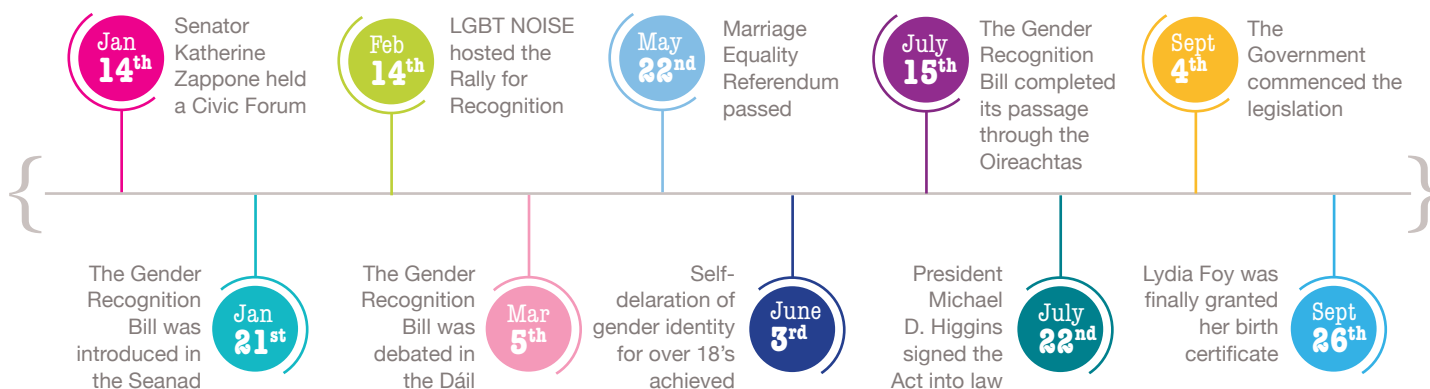 Jan
14th
Senator
Katherine
Zappone held
a Civic Forum
Feb
14th
LGBT NOISE
hosted the
Rally for
Recognition
May
22nd
Marriage
Equality
Referendum
passed
July
15th
The Gender
Recognition
Bill completed
its passage
through the
Oireachtas
Sept
4th
The
Government
commenced the
legislation
The Gender
Recognition
Bill was
introduced in
the Seanad
Jan
21st
The Gender
Recognition
Bill was
debated in
the Dáil
Mar
5th
Self-
delaration of
gender identity
for over 18's
achieved
June
3rd
President
Michael
D. Higgins
signed the
Act into law
July
22nd
Lydia Foy was
finally granted
her birth
certificate
Sept
26th